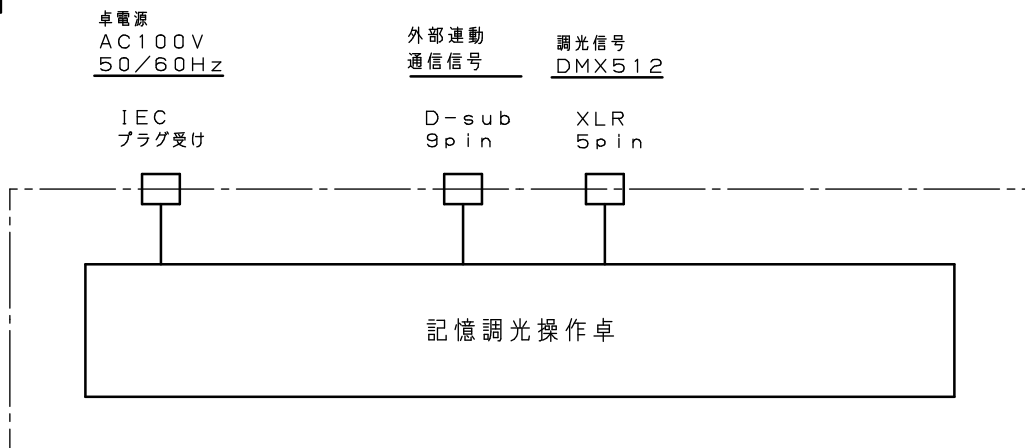 卓電源
AC100V
50/60Hz
外部連動
通信信号
調光信号
DMX512
IEC
プラグ受け
D-sub
9pin
XLR
5pin
記憶調光操作卓